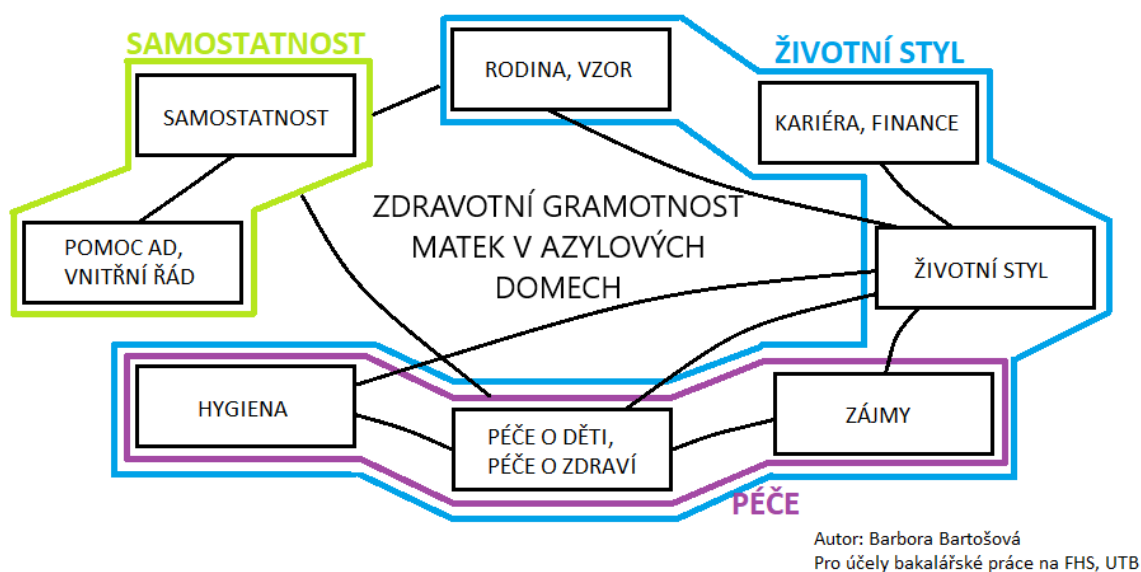 SAMOSTATNOST
ŽIVOTNÍ STYL
RODINA, VZOR
SAMOSTATNOST
KARIÉRA, FINANCE
ZDRAVOTNÍ GRAMOTNOST
MATEK V AZYLOVÝCH
DOMECH
POMOC AD,
VNITŘNÍ ŘÁD
ŽIVOTNÍ STYL
HYGIENA
PÉČE O DĚTI,
PÉČE O ZDRAVÍ
ZÁJMY
PÉČE
Autor: Barbora Bartošová
Pro účely bakalářské práce na FHS, UTB